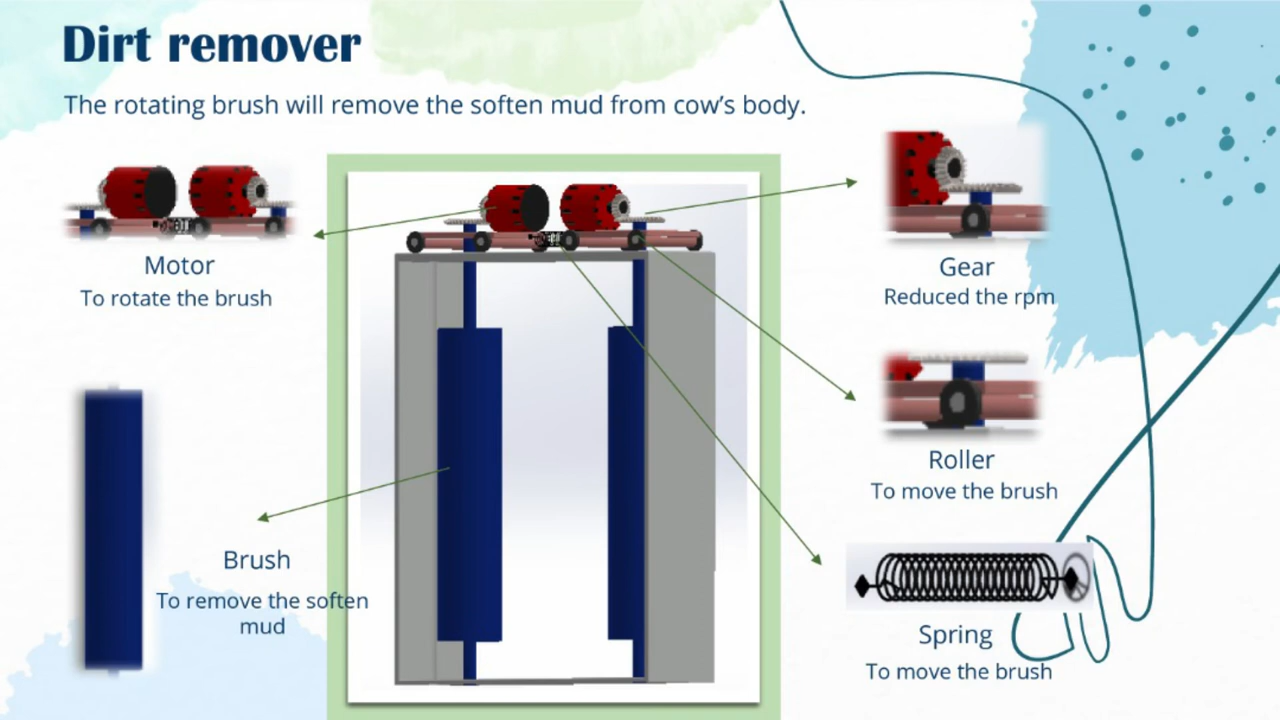 Dirt remover
The rotating brush will remove the soften mud from cow’s body.
Motor
To rotate the brush
Brush
To remove the soften
mud
Gear
Reduced the rpm
Roller
To move the brush
Spring
To move the brush